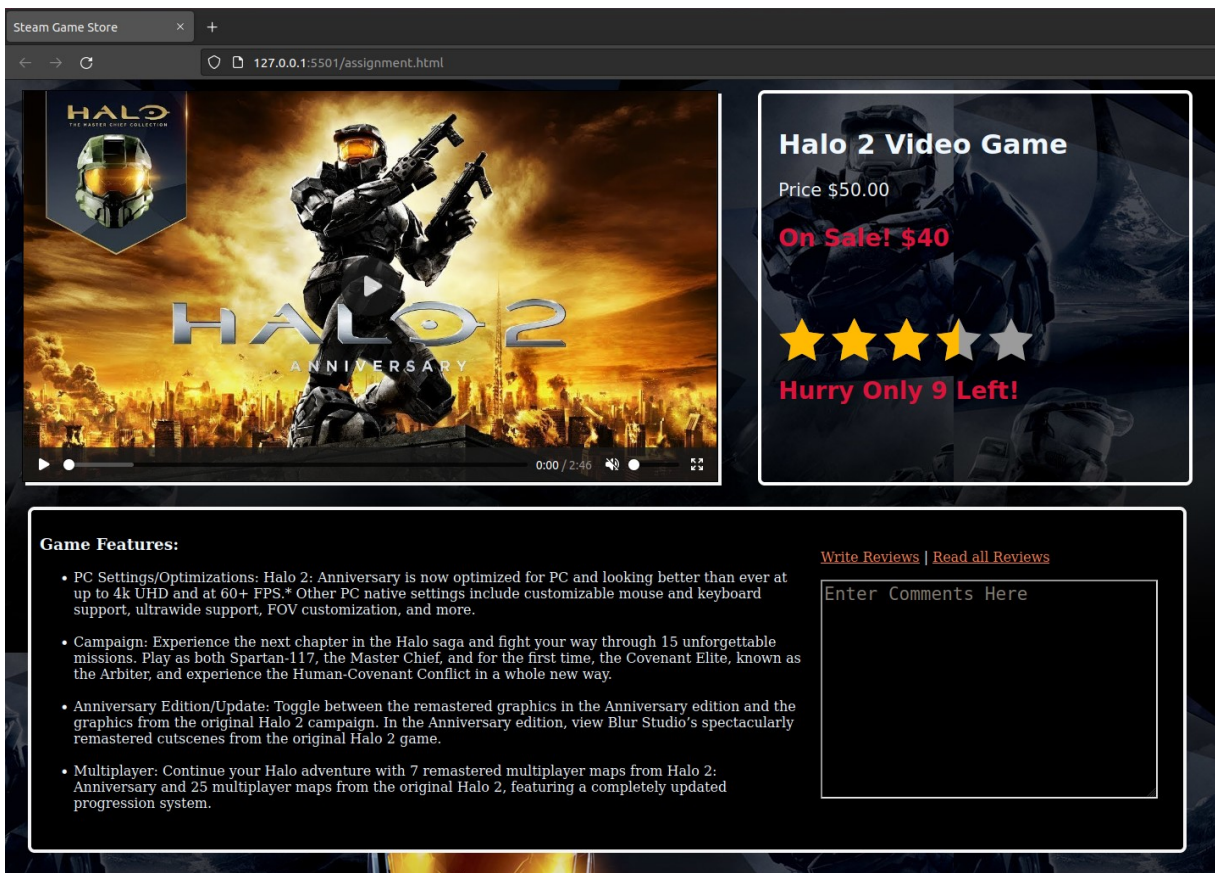 Steam Game Store
127.0.0.1:5501/assignment.html
HALO
THE MASTER CHIEF COLLECTION
HALO 2
ANNIVERSARY
0:00 / 2:46
Halo 2 Video Game
Price $50.00
On Sale! $40
Hurry Only 9 Left!
Game Features:
• PC Settings/Optimizations: Halo 2: Anniversary is now optimized for PC and looking better than ever at
up to 4k UHD and at 60+ FPS.* Other PC native settings include customizable mouse and keyboard
support, ultrawide support, FOV customization, and more.
• Campaign: Experience the next chapter in the Halo saga and fight your way through 15 unforgettable
missions. Play as both Spartan-117, the Master Chief, and for the first time, the Covenant Elite, known as
the Arbiter, and experience the Human-Covenant Conflict in a whole new way.
• Anniversary Edition/Update: Toggle between the remastered graphics in the Anniversary edition and the
graphics from the original Halo 2 campaign. In the Anniversary edition, view Blur Studio’s spectacularly
remastered cutscenes from the original Halo 2 game.
• Multiplayer: Continue your Halo adventure with 7 remastered multiplayer maps from Halo 2:
Anniversary and 25 multiplayer maps from the original Halo 2, featuring a completely updated
progression system.
Write Reviews | Read all Reviews
Enter Comments Here